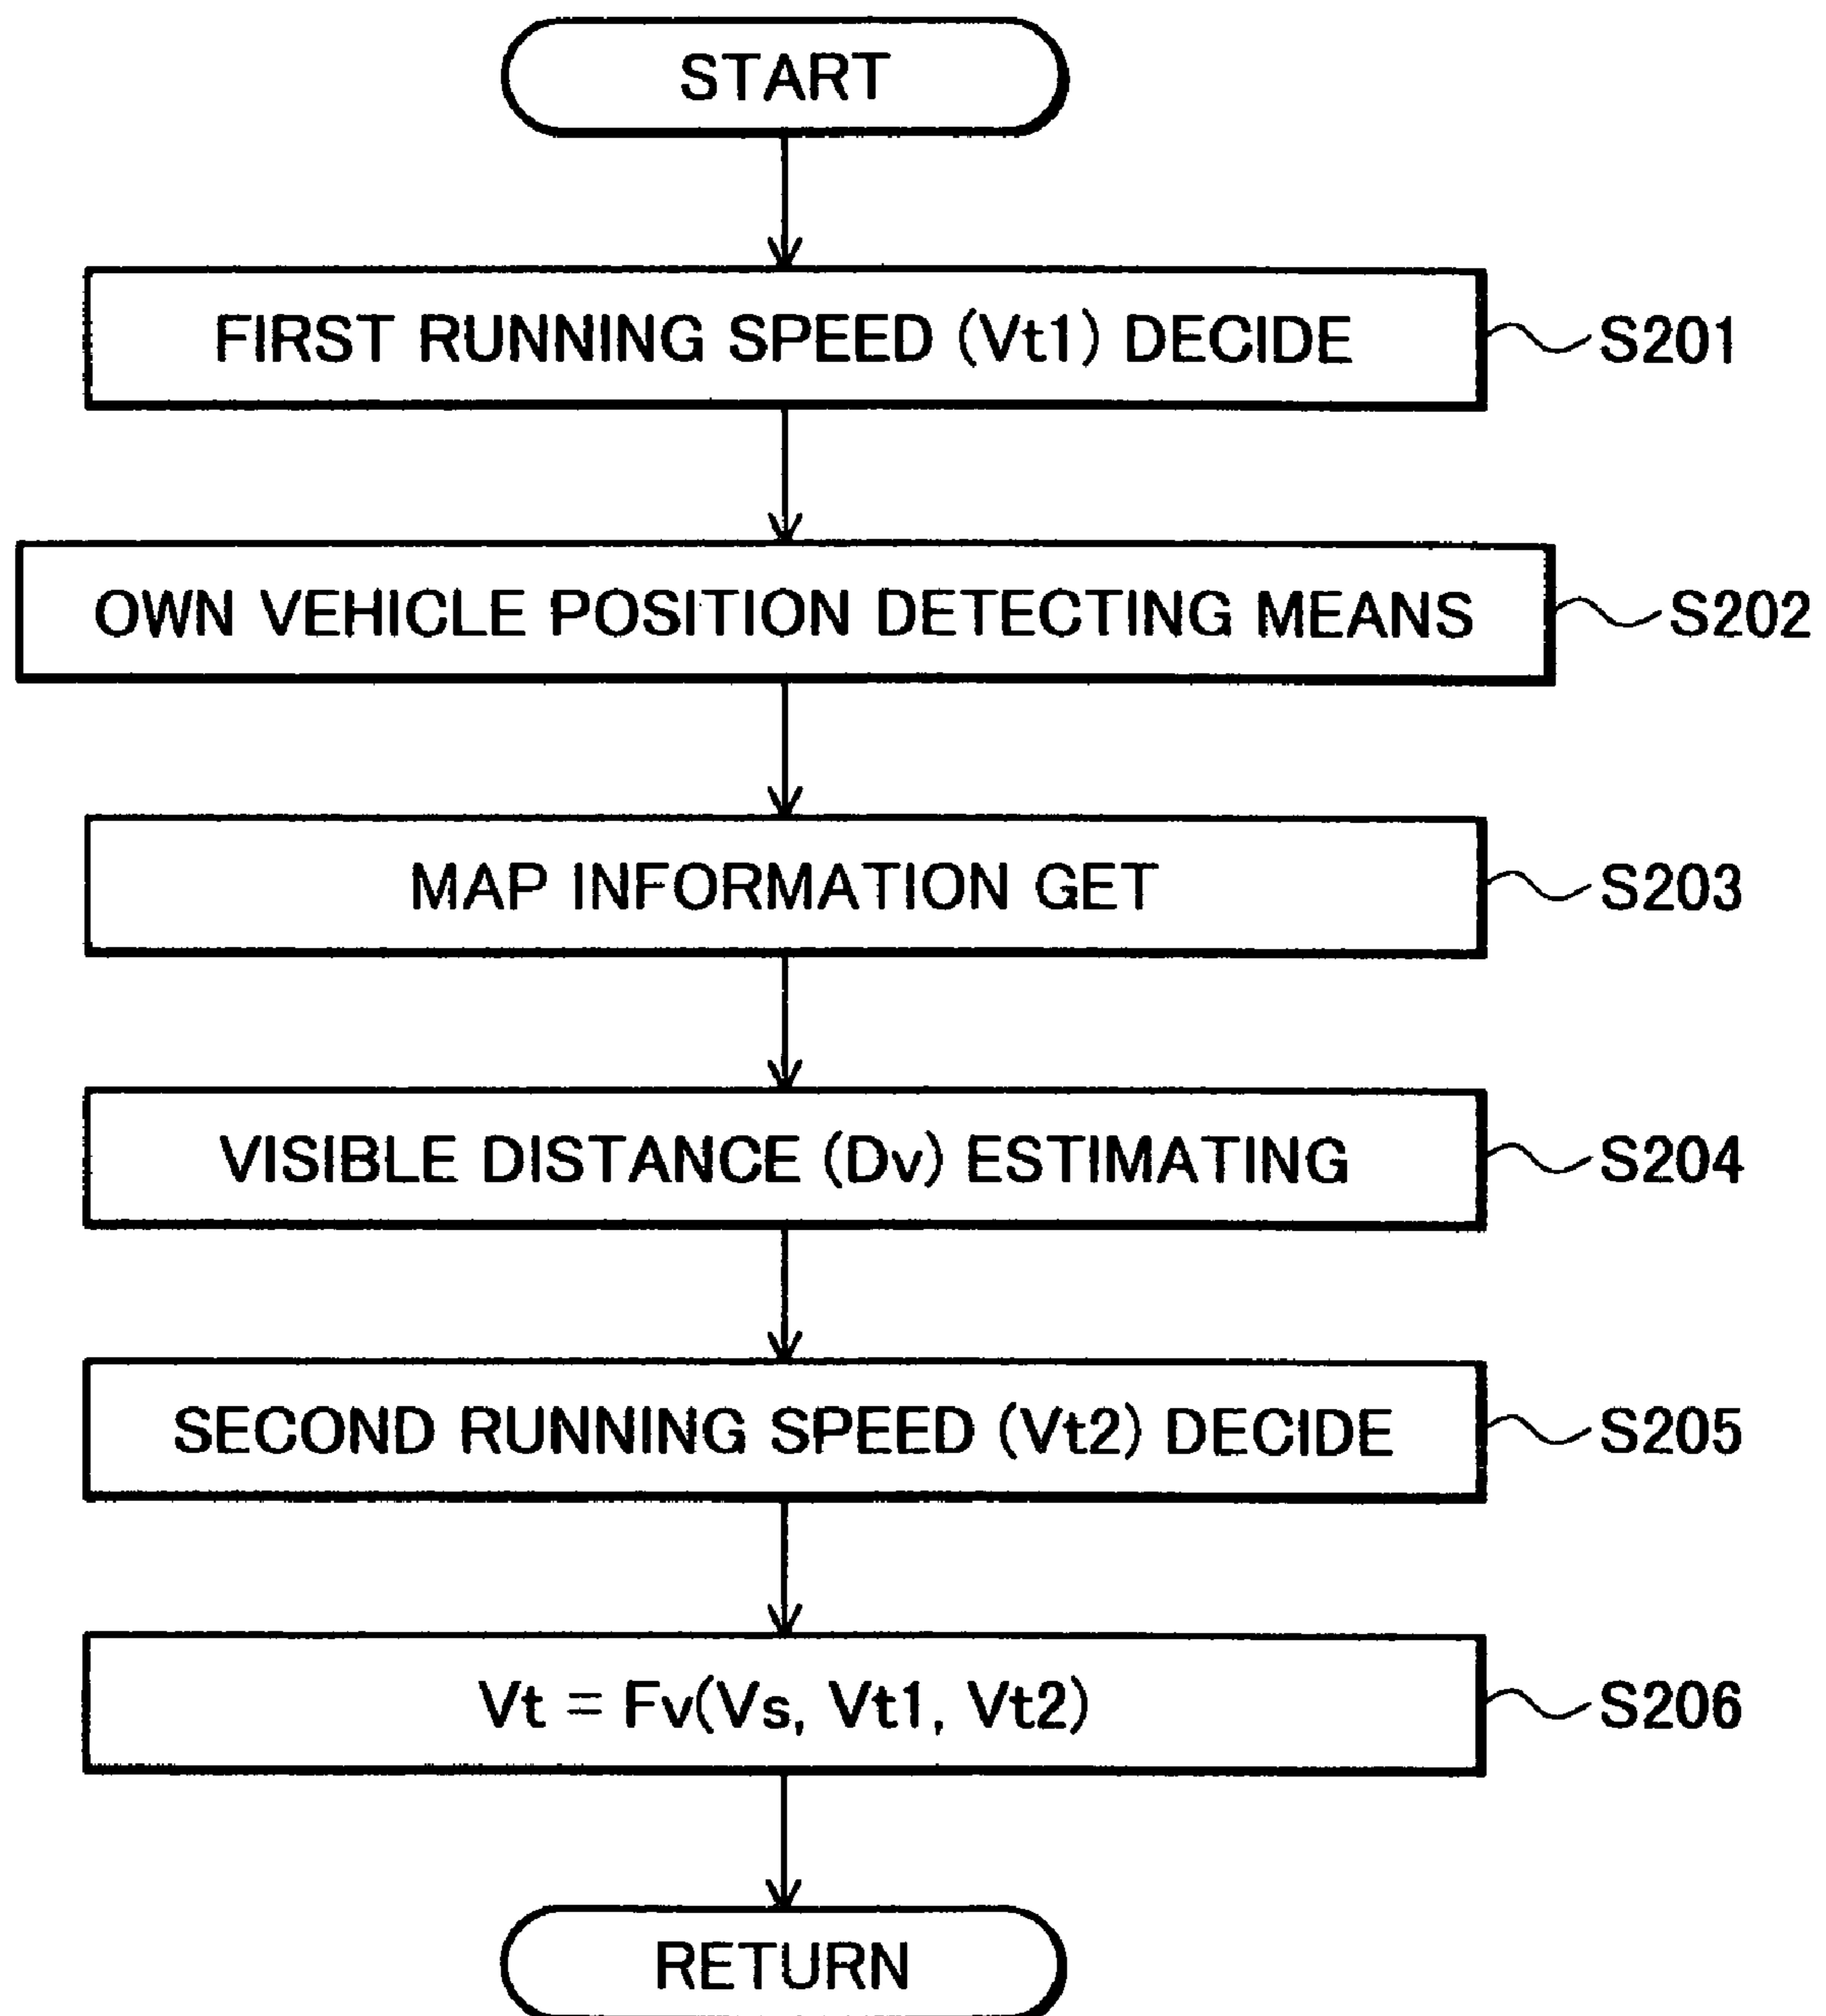 START
FIRST RUNNING SPEED (Vt1) DECIDE
S201
OWN VEHICLE POSITION DETECTING MEANS
S202
MAP INFORMATION GET
S203
VISIBLE DISTANCE (Dv) ESTIMATING
S204
SECOND RUNNING SPEED (Vt2) DECIDE
S205
Vt = Fv(Vs, Vt1, Vt2)
S206
RETURN